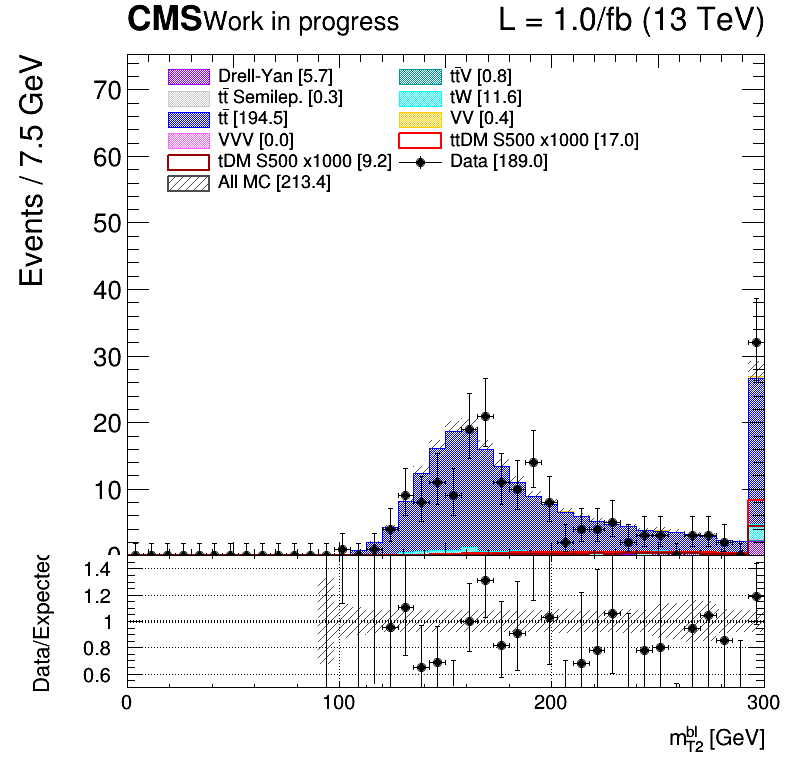 CMS Work in progress L = 1.0/fb (13 TeV)
Events / 7.5 GeV
70
60
50
40
30
20
10
0
Drell-Yan [5.7]
tt̄ Semilep. [0.3]
tt̄ [194.5]
VVV [0.0]
tDM S500 x1000 [9.2]
All MC [213.4]
tt̄V [0.8]
tW [11.6]
VV [0.4]
ttDM S500 x1000 [17.0]
Data [189.0]
Data/Expected
1.4
1.2
1
0.8
0.6
0 100 200 300
m_{T2}^{bl} [GeV]